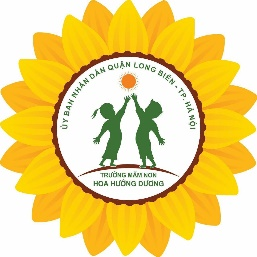 ỦY BAN NHÂN DÂN QUẬN LONG BIÊN - TP. HÀ NỘI
TRƯỜNG MẦM NON
HOA HƯỚNG DƯƠNG